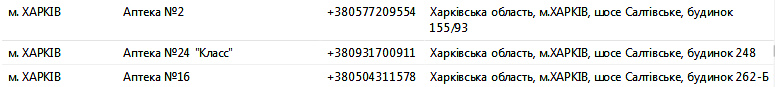 м. ХАРКІВ Аптека №2 +380577209554 Харківська область, м.ХАРКІВ, шосе Салтівське, будинок
155/93
м. ХАРКІВ Аптека №24 "Класс" +380931700911 Харківська область, м.ХАРКІВ, шосе Салтівське, будинок 248
м. ХАРКІВ Аптека №16 +380504311578 Харківська область, м.ХАРКІВ, шосе Салтівське, будинок 262-Б